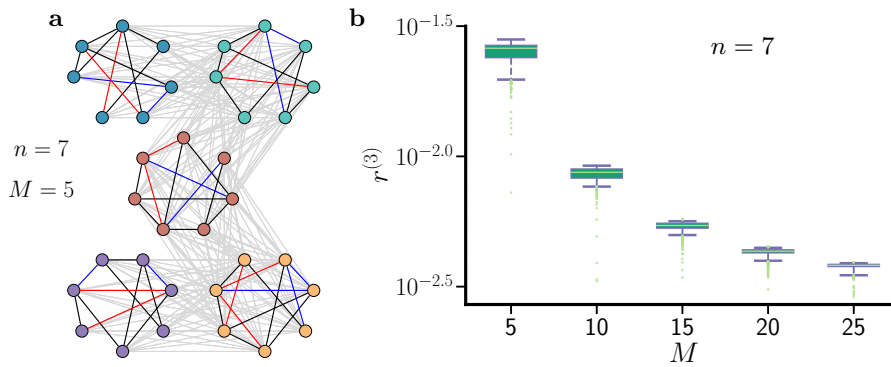 a
n = 7
M = 5
b
n = 7
10^{-1.5}
10^{-2.0}
10^{-2.5}
r^{(3)}
5 10 15 20 25
M